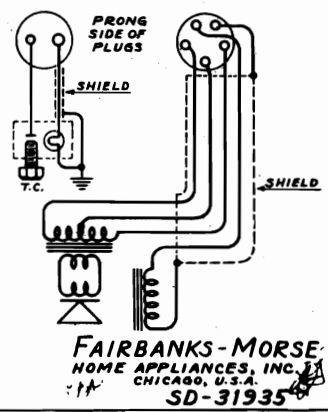 PRONG
SIDE OF
PLUGS
SHIELD
T.C.
SHIELD
FAIRBANKS-MORSE
HOME APPLIANCES, INC.
CHICAGO, U.S.A.
SD-31935